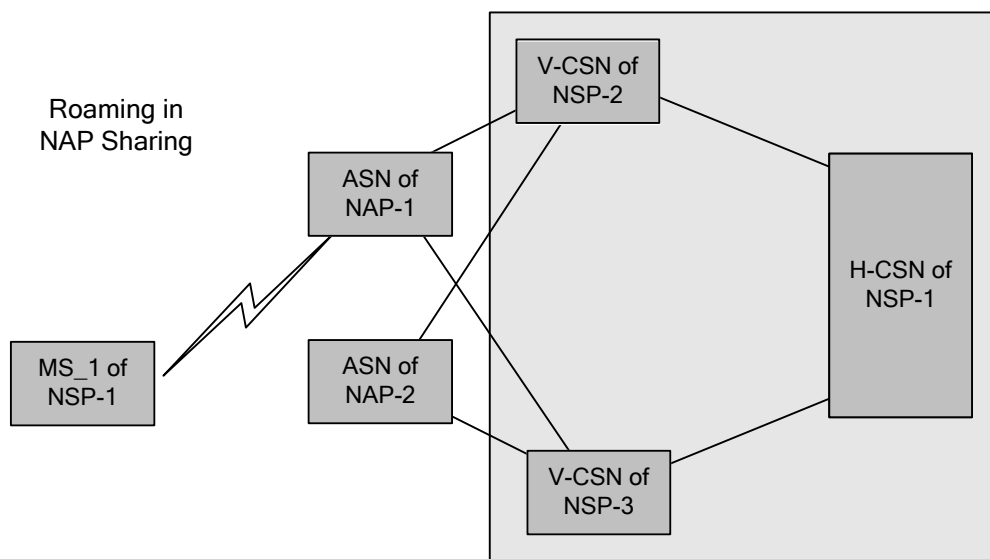 Roaming in
NAP Sharing
V-CSN of
NSP-2
ASN of
NAP-1
H-CSN of
NSP-1
MS_1 of
NSP-1
ASN of
NAP-2
V-CSN of
NSP-3